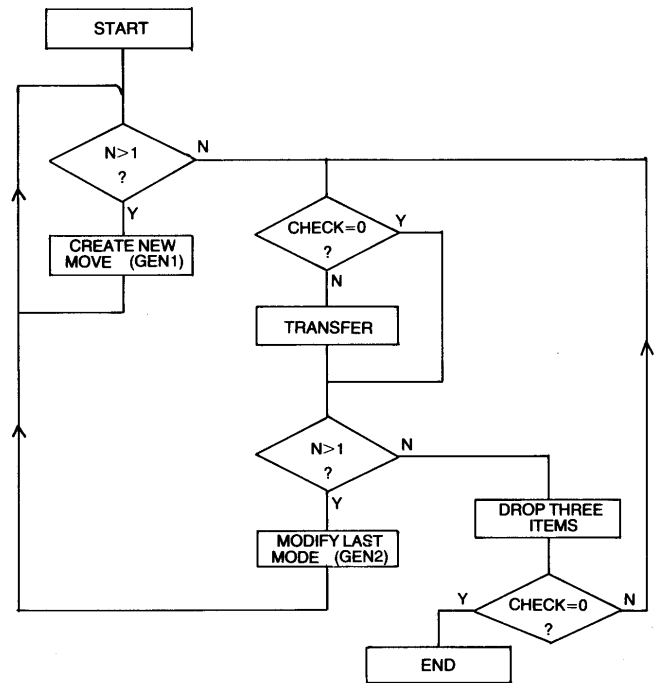 START
N>1
?
N
Y
CREATE NEW
MOVE (GEN1)
CHECK=0
?
Y
N
TRANSFER
N>1
?
N
Y
MODIFY LAST
MODE (GEN2)
DROP THREE
ITEMS
Y
CHECK=0
?
N
END